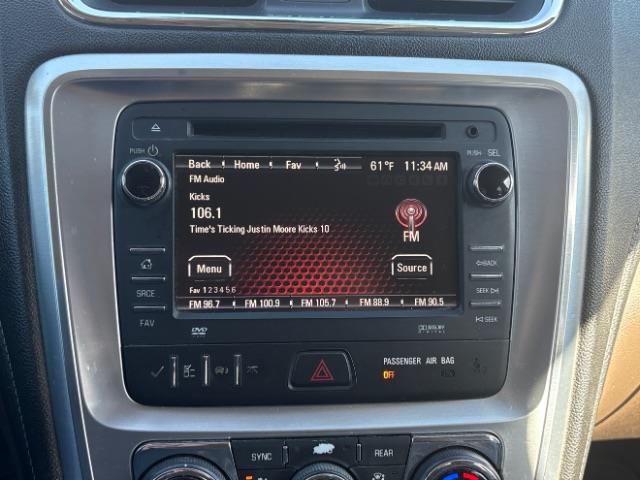 PUSH
PUSH SEL
Back Home Fav 61°F 11:34 AM
FM Audio
Kicks
106.1
Time's Ticking Justin Moore Kicks 10
FM
Menu Source
Fav 1 2 3 4 5 6
FM 96.7 FM 100.9 FM 105.7 FM 88.9 FM 90.5
BACK
SRCE SEEK
FAV SEEK
DVD DOLBY
DIGITAL
PASSENGER AIR BAG
OFF
SYNC REAR